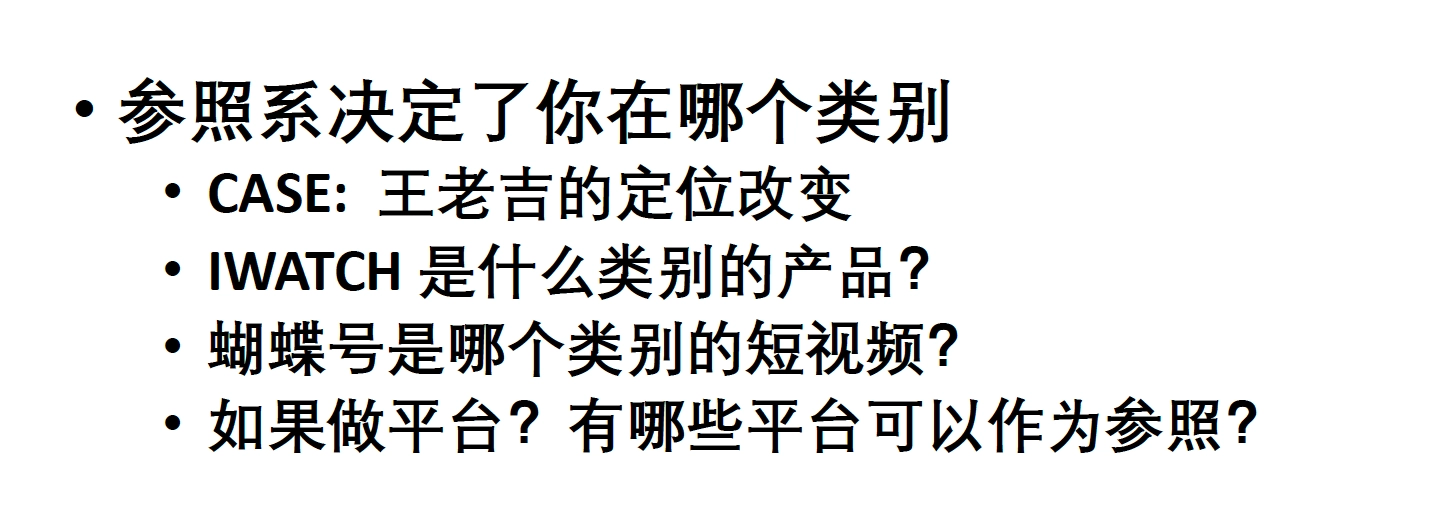 • 参照系决定了你在哪个类别
• CASE: 王老吉的定位改变
• IWATCH 是什么类别的产品?
• 蝴蝶号是哪个类别的短视频?
• 如果做平台? 有哪些平台可以作为参照?